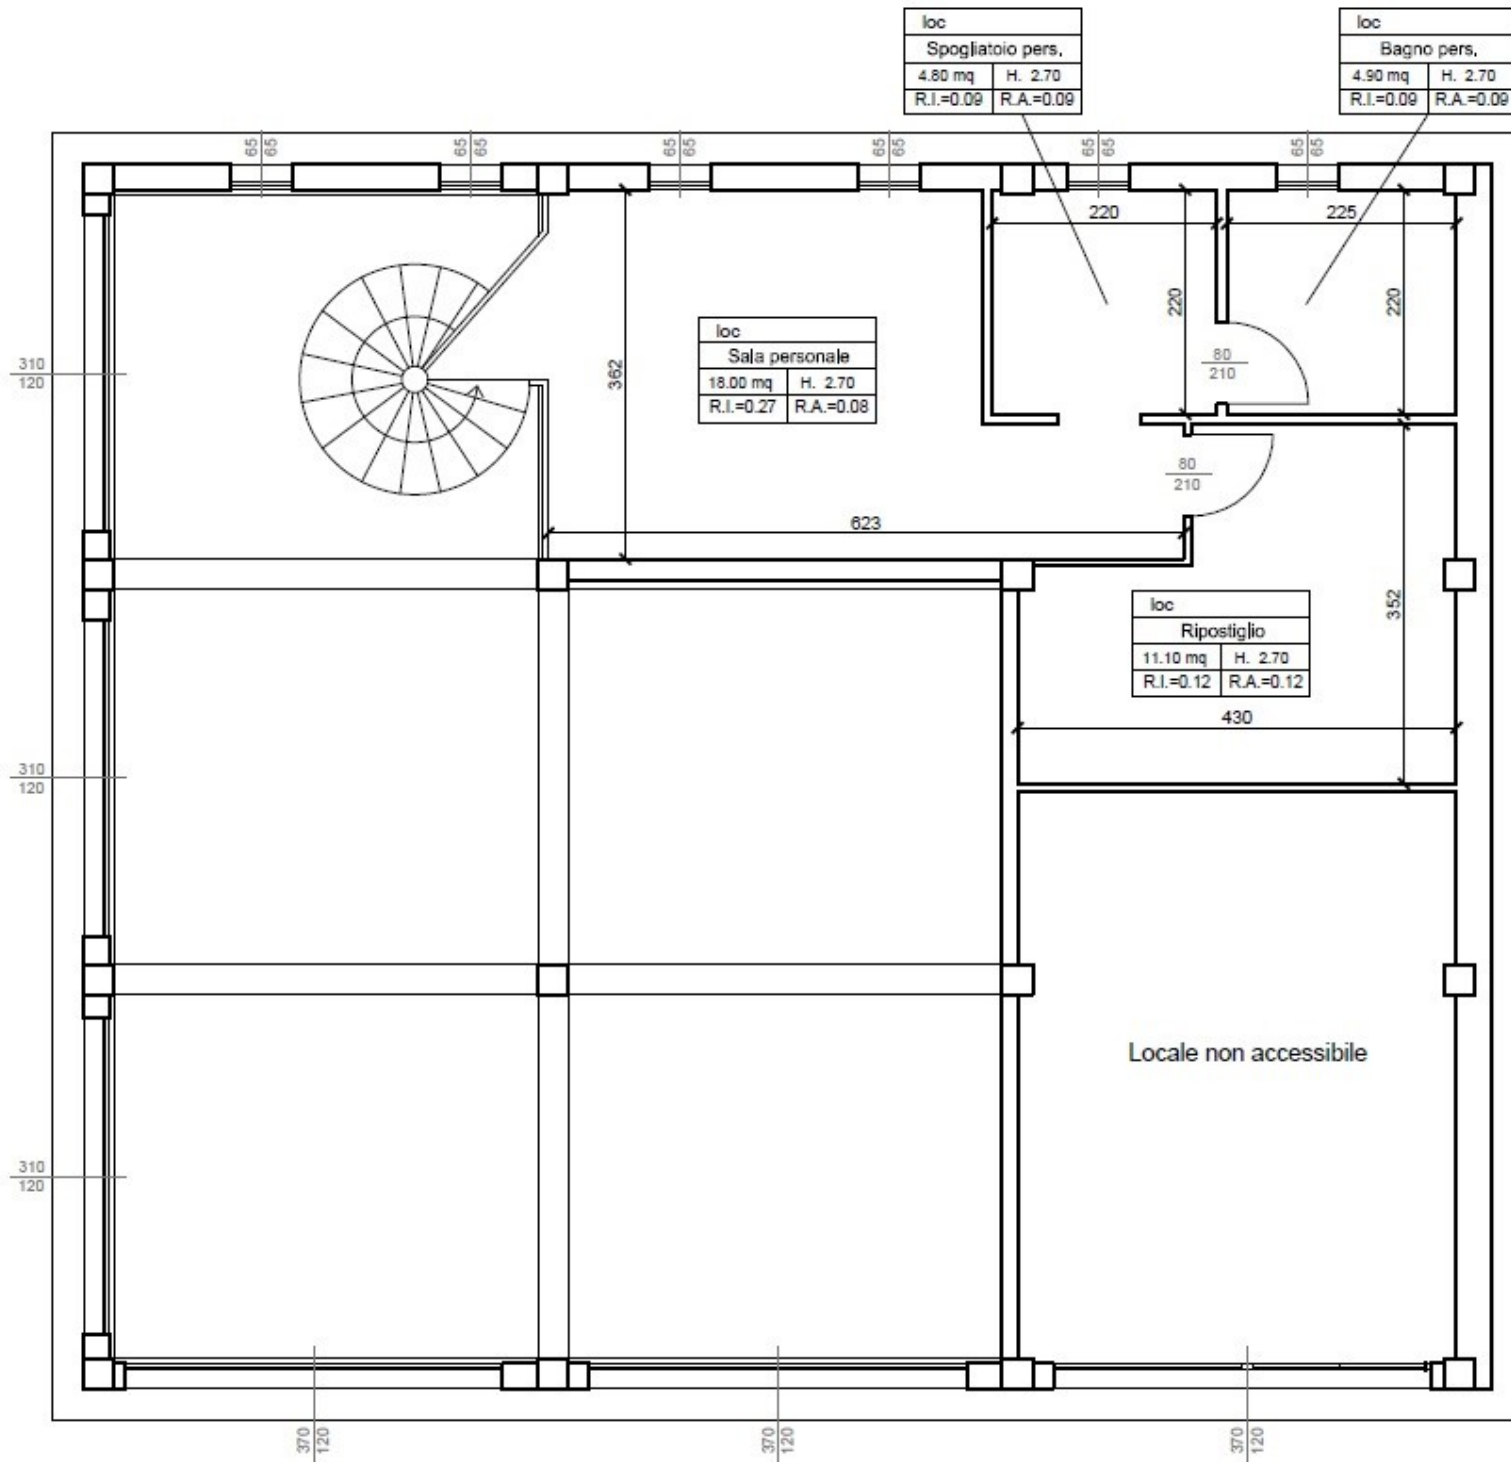 loc
Spogliatoio pers.
4.80 mq H. 2.70
R.I.=0.09 R.A.=0.09
loc
Bagno pers.
4.90 mq H. 2.70
R.I.=0.09 R.A.=0.09
65 65
65 65
65 65
65 65
65 65
65 65
220
225
220
220
310
120
362
loc
Sala personale
18.00 mq H. 2.70
R.I.=0.27 R.A.=0.08
80
210
80
210
623
352
loc
Ripostiglio
11.10 mq H. 2.70
R.I.=0.12 R.A.=0.12
430
310
120
Locale non accessibile
310
120
370 120
370 120
370 120